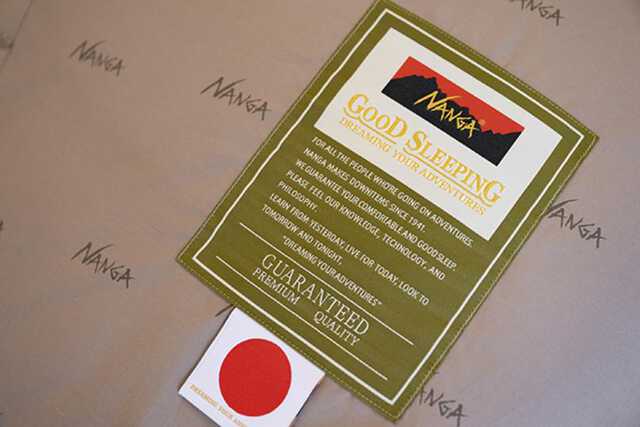 NANGA
NANGA
NANGA
NANGA®
GOOD SLEEPING
DREAMING YOUR ADVENTURES
FOR ALL THE PEOPLE WHO'RE GOING ON ADVENTURES.
NANGA MAKES DOWNITEMS SINCE 1941.
WE GUARANTEE YOUR COMFORTABLE AND GOOD SLEEP.
PLEASE, FEEL OUR KNOWLEDGE, TECHNOLOGY, AND
PHILOSOPHY.
LEARN FROM YESTERDAY, LIVE FOR TODAY, LOOK TO
TOMORROW AND TONIGHT.
"DREAMING YOUR ADVENTURES"
GUARANTEED
PREMIUM QUALITY
NANGA
NANGA
NANGA
DREAMING YOUR